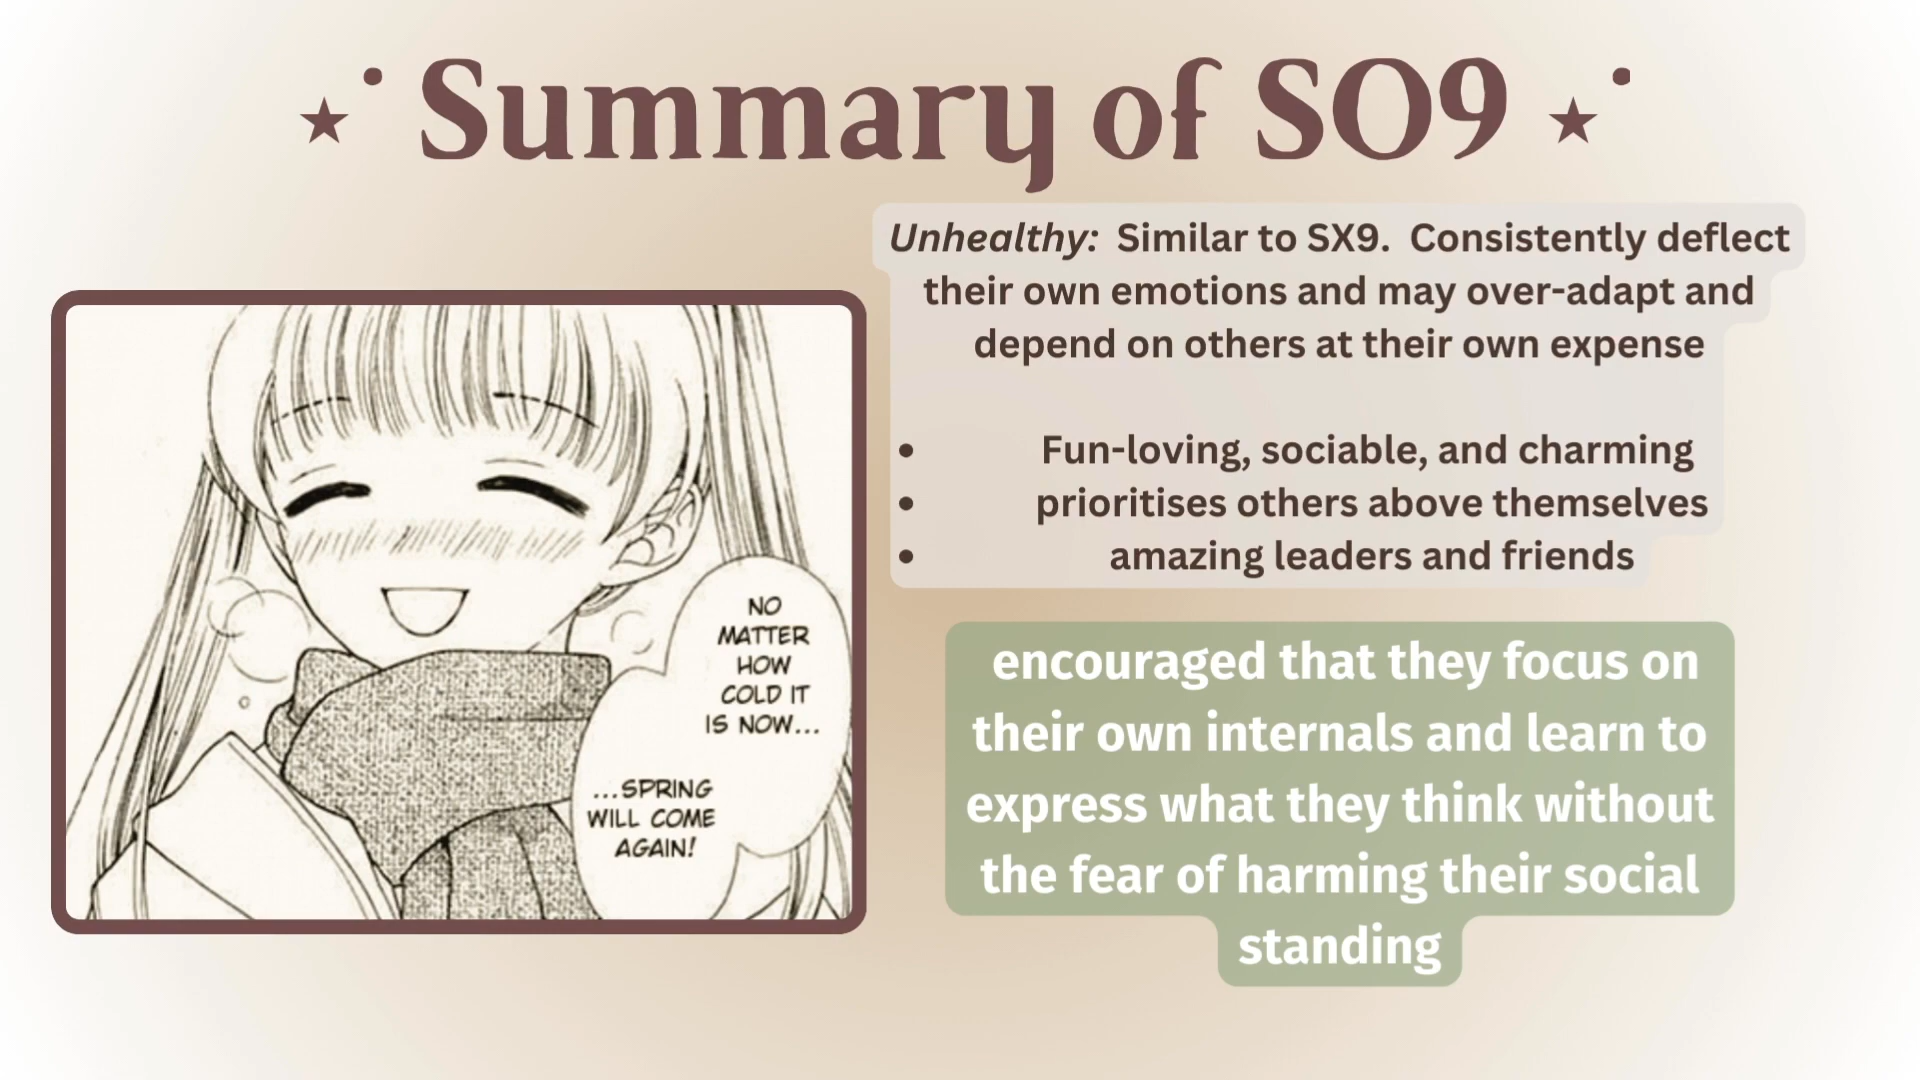 Summary of SO9
Unhealthy: Similar to SX9. Consistently deflect
their own emotions and may over-adapt and
depend on others at their own expense
• Fun-loving, sociable, and charming
• prioritises others above themselves
• amazing leaders and friends
encouraged that they focus on
their own internals and learn to
express what they think without
the fear of harming their social
standing
NO
MATTER
HOW
COLD IT
IS NOW...
...SPRING
WILL COME
AGAIN!